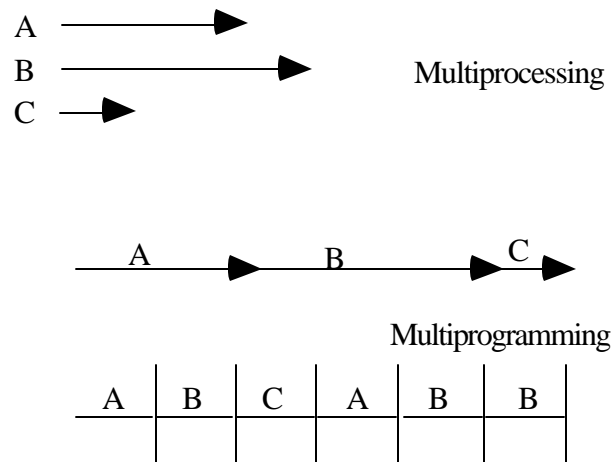 A
B
Multiprocessing
C
A
B
C
Multiprogramming
A B C A B B